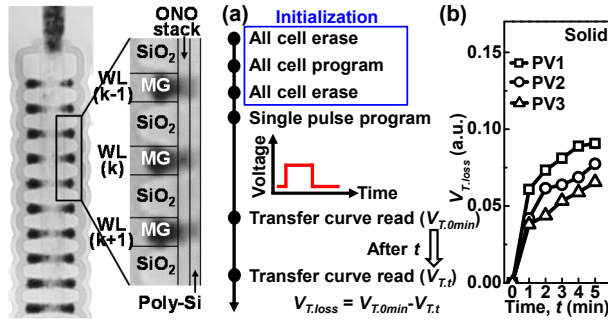 ONO
stack
SiO2
WL
(k-1)
MG
SiO2
WL
(k)
MG
SiO2
WL
(k+1)
MG
SiO2
Poly-Si
(a)
Initialization
All cell erase
All cell program
All cell erase
Single pulse program
Voltage
Time
Transfer curve read (VT.0min)
After t
Transfer curve read (VT.t)
VT.loss = VT.0min-VT.t
(b)
Solid
PV1
PV2
PV3
VT.loss (a.u.)
0.15
0.10
0.05
0.00
0 1 2 3 4 5
Time, t (min)